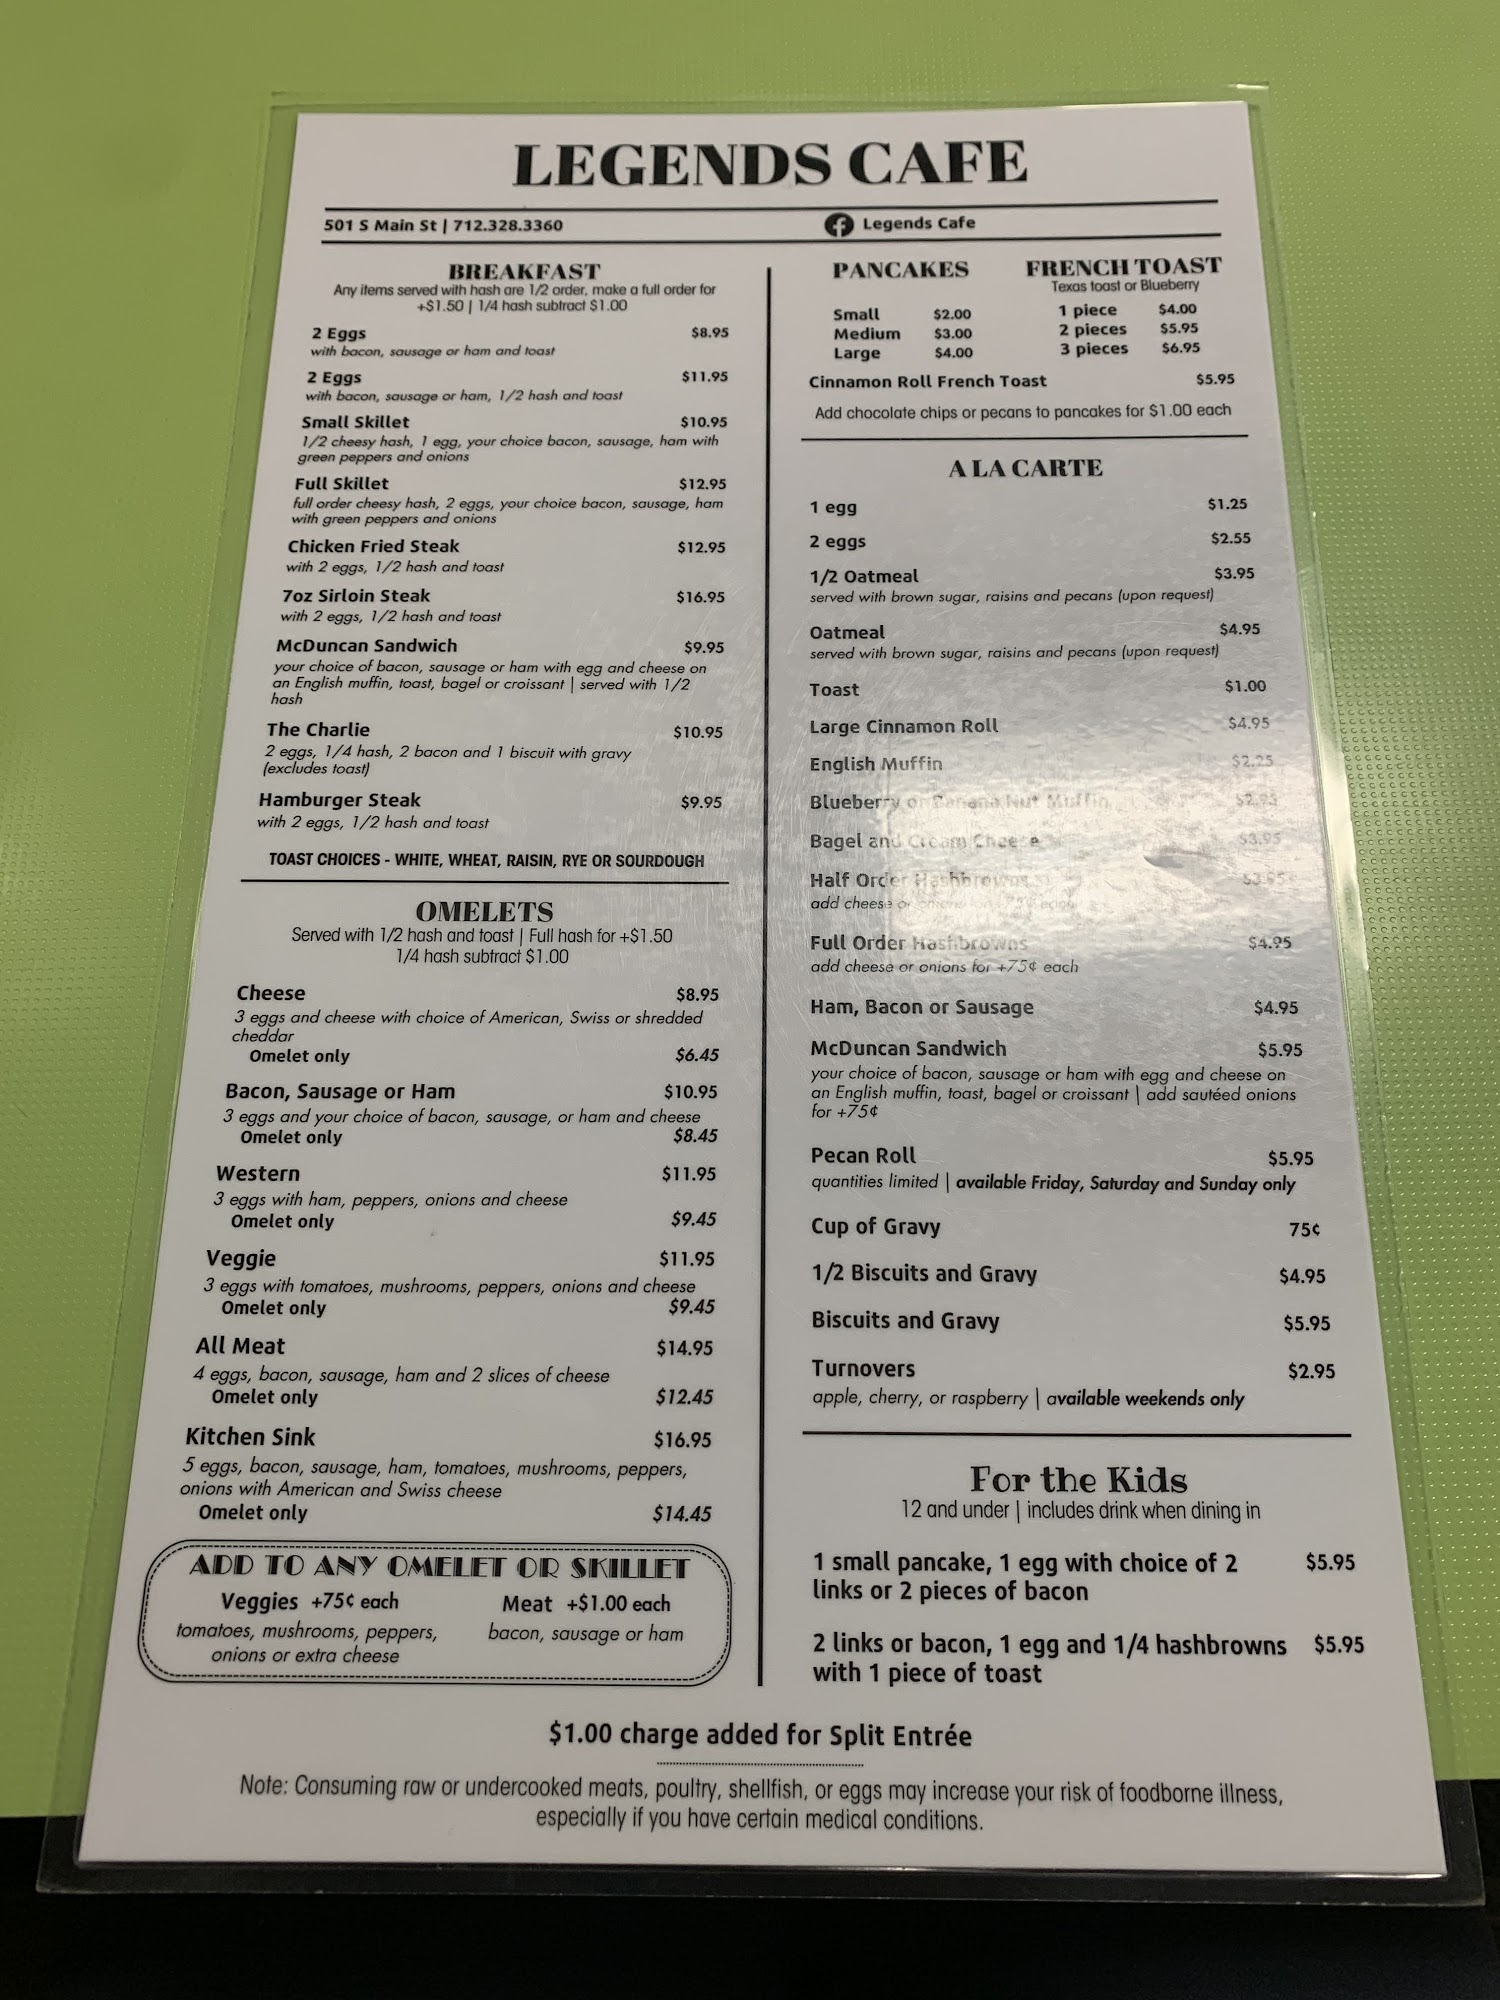 LEGENDS CAFE
501 S Main St | 712.328.3360
Legends Cafe
BREAKFAST
Any items served with hash are 1/2 order, make a full order for
+$1.50 | 1/4 hash subtract $1.00
2 Eggs $8.95
with bacon, sausage or ham and toast
2 Eggs $11.95
with bacon, sausage or ham, 1/2 hash and toast
Small Skillet $10.95
1/2 cheesy hash, 1 egg, your choice bacon, sausage, ham with
green peppers and onions
Full Skillet $12.95
full order cheesy hash, 2 eggs, your choice bacon, sausage, ham
with green peppers and onions
Chicken Fried Steak $12.95
with 2 eggs, 1/2 hash and toast
7oz Sirloin Steak $16.95
with 2 eggs, 1/2 hash and toast
McDuncan Sandwich $9.95
your choice of bacon, sausage or ham with egg and cheese on
an English muffin, toast, bagel or croissant | served with 1/2
hash
The Charlie $10.95
2 eggs, 1/4 hash, 2 bacon and 1 biscuit with gravy
(excludes toast)
Hamburger Steak $9.95
with 2 eggs, 1/2 hash and toast
TOAST CHOICES - WHITE, WHEAT, RAISIN, RYE OR SOURDOUGH
OMELETS
Served with 1/2 hash and toast | Full hash for +$1.50
1/4 hash subtract $1.00
Cheese $8.95
3 eggs and cheese with choice of American, Swiss or shredded
cheddar
Omelet only $6.45
Bacon, Sausage or Ham $10.95
3 eggs and your choice of bacon, sausage, or ham and cheese
Omelet only $8.45
Western $11.95
3 eggs with ham, peppers, onions and cheese
Omelet only $9.45
Veggie $11.95
3 eggs with tomatoes, mushrooms, peppers, onions and cheese
Omelet only $9.45
All Meat $14.95
4 eggs, bacon, sausage, ham and 2 slices of cheese
Omelet only $12.45
Kitchen Sink $16.95
5 eggs, bacon, sausage, ham, tomatoes, mushrooms, peppers,
onions with American and Swiss cheese
Omelet only $14.45
ADD TO ANY OMELET OR SKILLET
Veggies +75¢ each
tomatoes, mushrooms, peppers,
onions or extra cheese
Meat +$1.00 each
bacon, sausage or ham
PANCAKES
Small $2.00
Medium $3.00
Large $4.00
FRENCH TOAST
Texas toast or Blueberry
1 piece $4.00
2 pieces $5.95
3 pieces $6.95
Cinnamon Roll French Toast $5.95
Add chocolate chips or pecans to pancakes for $1.00 each
A LA CARTE
1 egg $1.25
2 eggs $2.55
1/2 Oatmeal $3.95
served with brown sugar, raisins and pecans (upon request)
Oatmeal $4.95
served with brown sugar, raisins and pecans (upon request)
Toast $1.00
Large Cinnamon Roll $4.95
English Muffin $2.25
Blueberry or Banana Nut Muffin $2.95
Bagel and Cream Cheese $3.95
Half Order Hashbrowns $3.95
add cheese or onions for +75¢ each
Full Order Hashbrowns $4.95
add cheese or onions for +75¢ each
Ham, Bacon or Sausage $4.95
McDuncan Sandwich $5.95
your choice of bacon, sausage or ham with egg and cheese on
an English muffin, toast, bagel or croissant | add sautéed onions
for +75¢
Pecan Roll $5.95
quantities limited | available Friday, Saturday and Sunday only
Cup of Gravy 75¢
1/2 Biscuits and Gravy $4.95
Biscuits and Gravy $5.95
Turnovers $2.95
apple, cherry, or raspberry | available weekends only
For the Kids
12 and under | includes drink when dining in
1 small pancake, 1 egg with choice of 2 $5.95
links or 2 pieces of bacon
2 links or bacon, 1 egg and 1/4 hashbrowns $5.95
with 1 piece of toast
$1.00 charge added for Split Entrée
Note: Consuming raw or undercooked meats, poultry, shellfish, or eggs may increase your risk of foodborne illness,
especially if you have certain medical conditions.